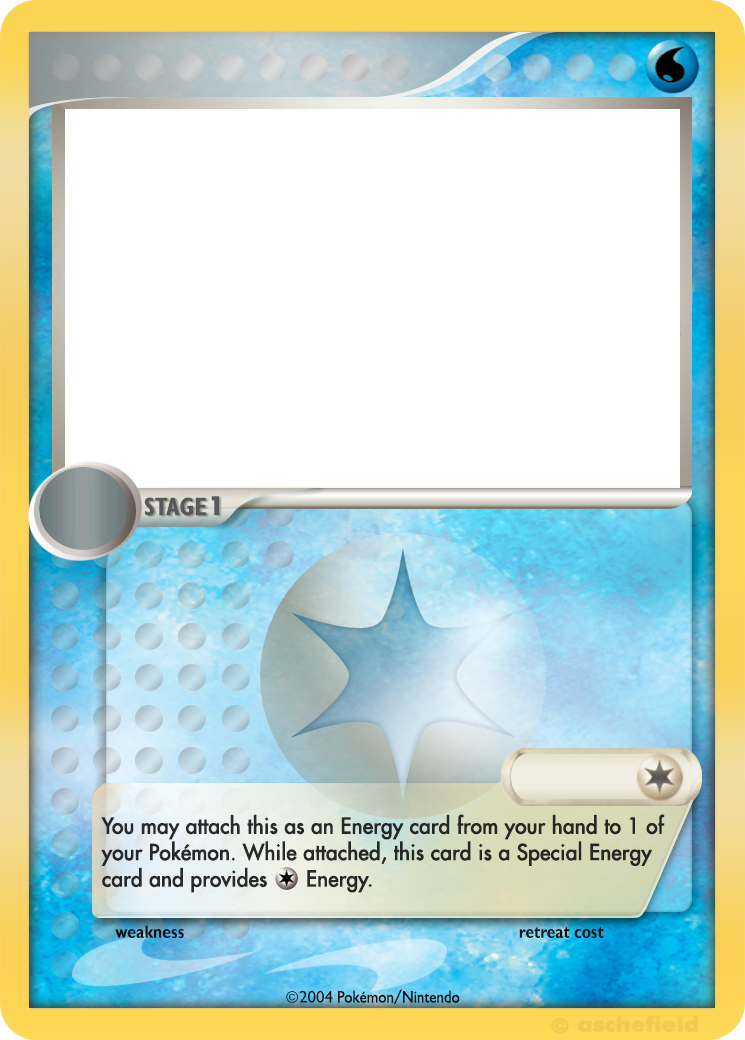 STAGE 1
You may attach this as an Energy card from your hand to 1 of
your Pokémon. While attached, this card is a Special Energy
card and provides Energy.
weakness retreat cost
©2004 Pokémon/Nintendo
© aschefield